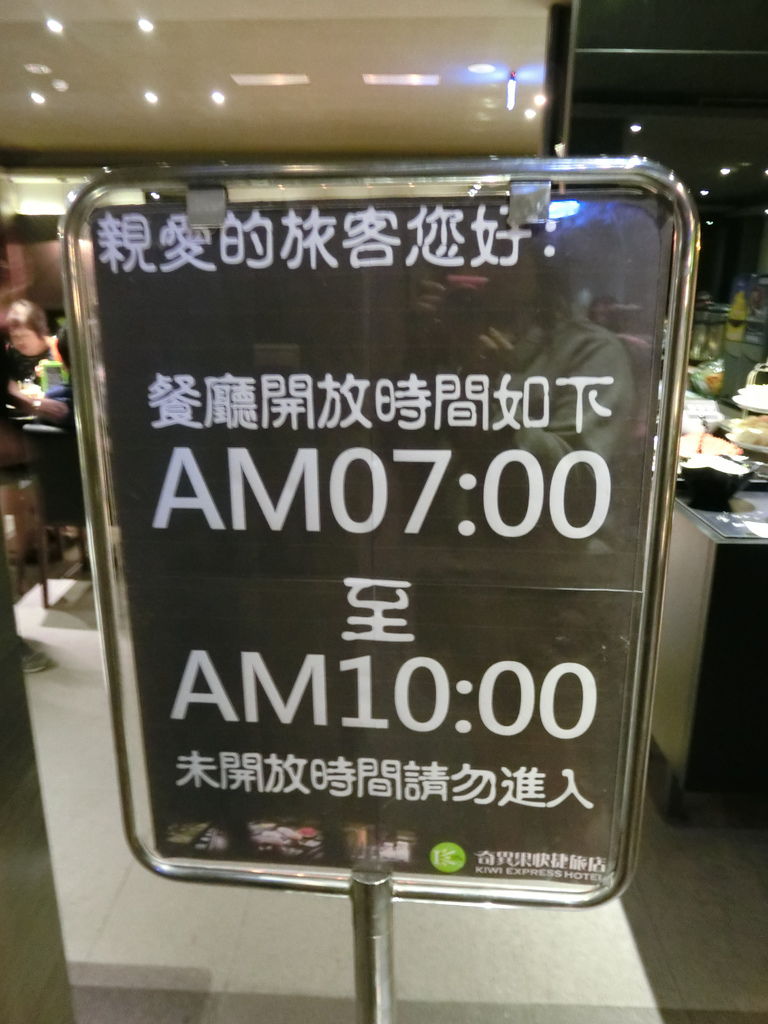 親愛的旅客您好：
餐廳開放時間如下
AM07:00
至
AM10:00
未開放時間請勿進入
奇異果快捷旅店
KIWI EXPRESS HOTEL